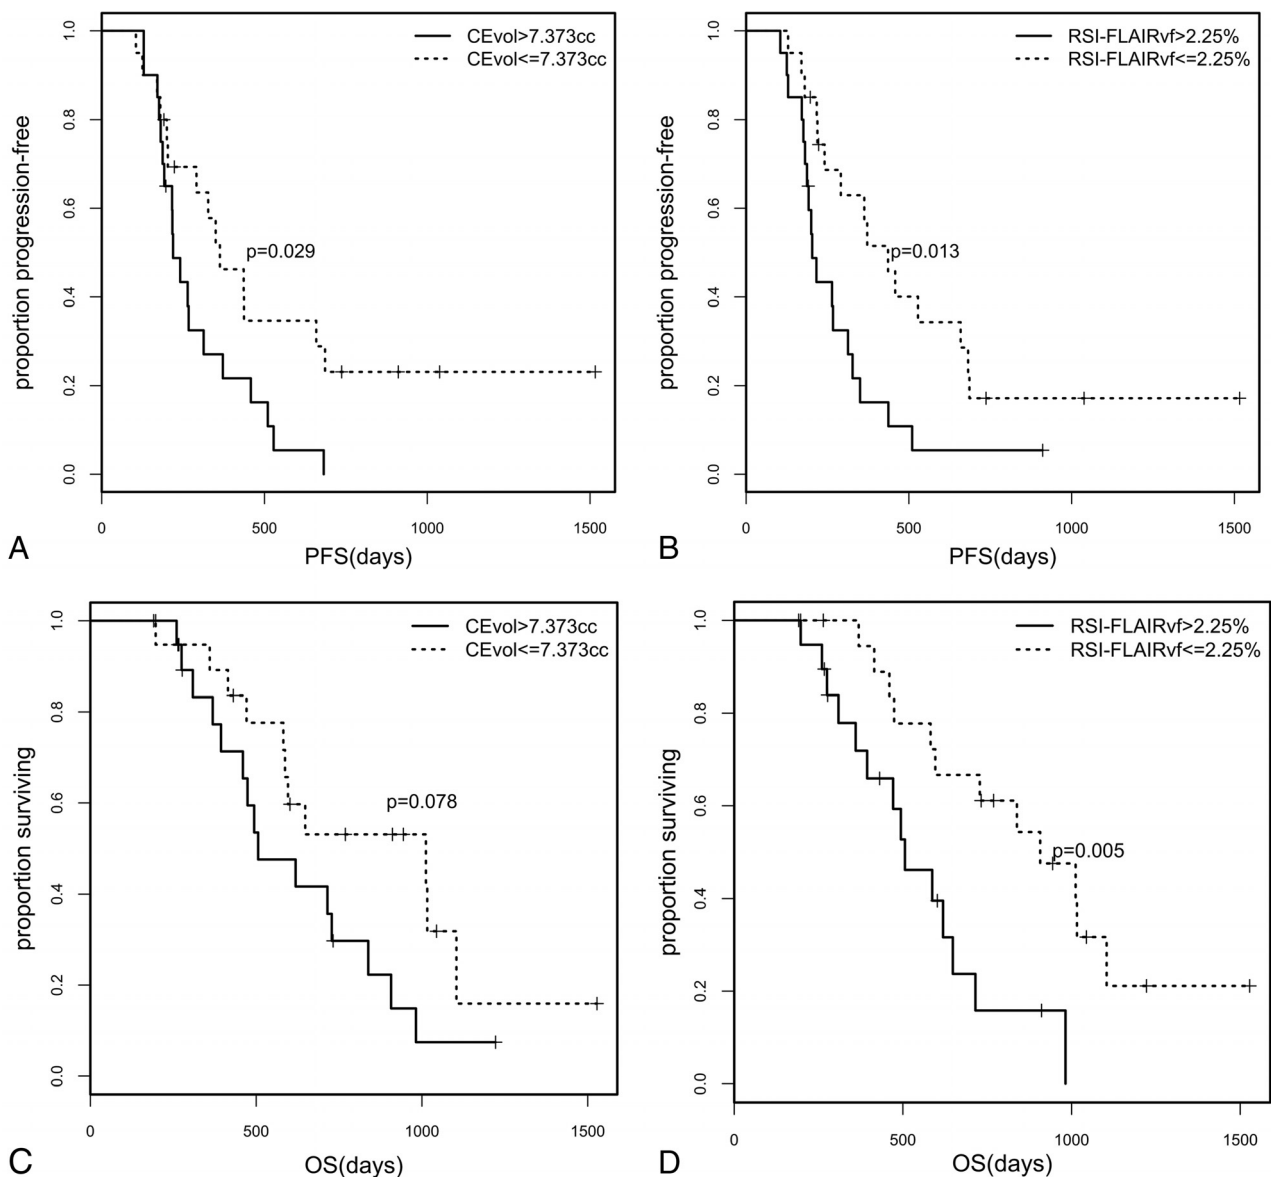 CEvol>7.373cc
CEvol<=7.373cc
p=0.029
proportion progression-free
1.0
0.8
0.6
0.4
0.2
0.0
0 500 1000 1500
PFS(days)
A
RSI-FLAIRvf>2.25%
RSI-FLAIRvf<=2.25%
p=0.013
proportion progression-free
1.0
0.8
0.6
0.4
0.2
0.0
0 500 1000 1500
PFS(days)
B
CEvol>7.373cc
CEvol<=7.373cc
p=0.078
proportion surviving
1.0
0.8
0.6
0.4
0.2
0.0
0 500 1000 1500
OS(days)
C
RSI-FLAIRvf>2.25%
RSI-FLAIRvf<=2.25%
p=0.005
proportion surviving
1.0
0.8
0.6
0.4
0.2
0.0
0 500 1000 1500
OS(days)
D